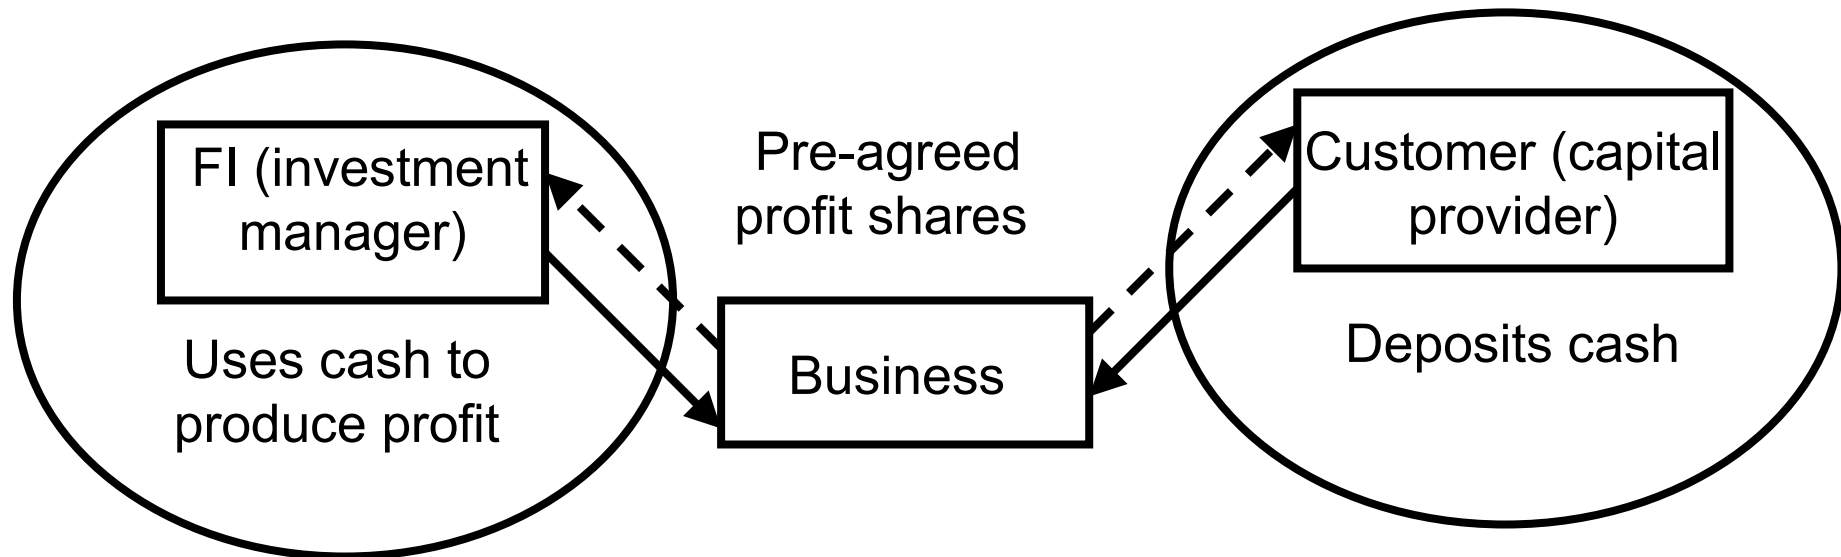 FI (investment
manager)
Uses cash to
produce profit
Pre-agreed
profit shares
Business
Customer (capital
provider)
Deposits cash